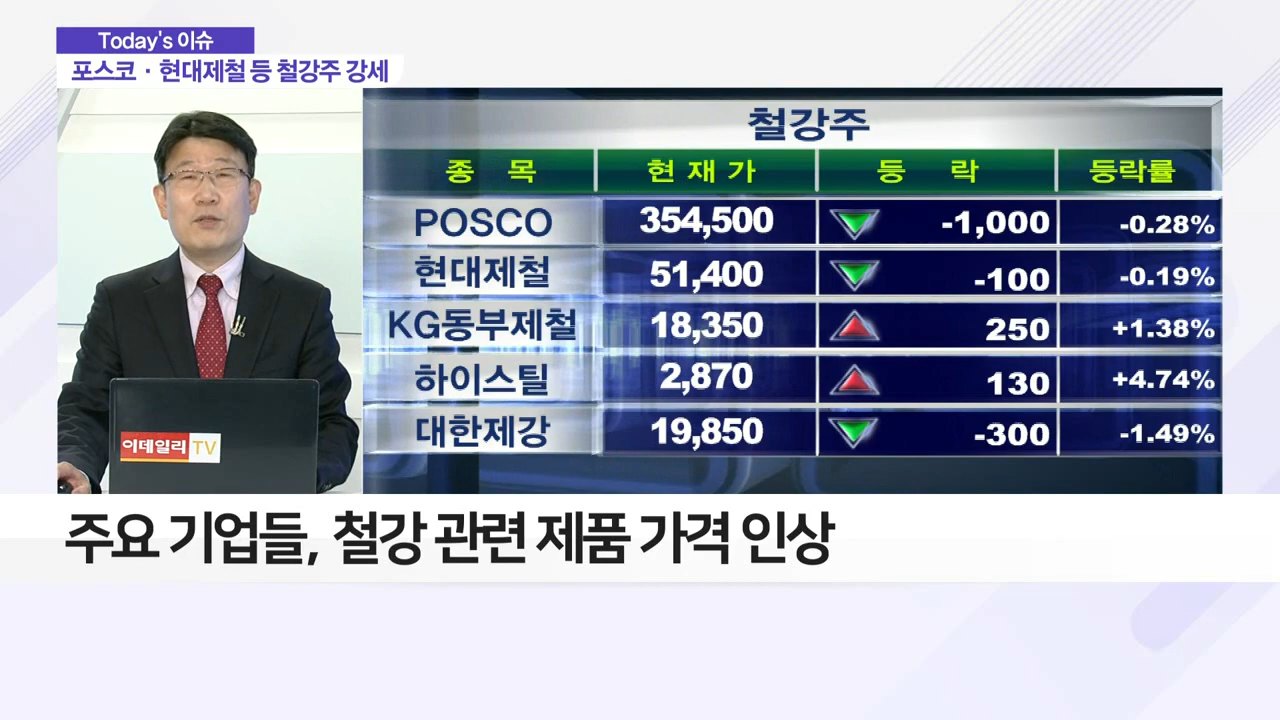 Today's 이슈
포스코 · 현대제철 등 철강주 강세
철강주
종 목 현 재 가 등 락 등락률
POSCO 354,500 -1,000 -0.28%
현대제철 51,400 -100 -0.19%
KG동부제철 18,350 250 +1.38%
하이스틸 2,870 130 +4.74%
대한제강 19,850 -300 -1.49%
이데일리 TV
주요 기업들, 철강 관련 제품 가격 인상